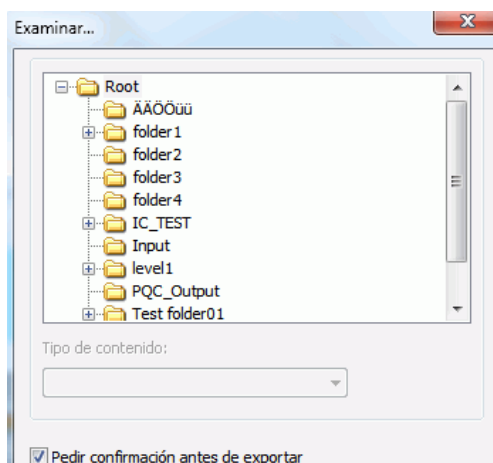 Examinar...
Root
ÄÄÖÖüü
folder1
folder2
folder3
folder4
IC_TEST
Input
level1
PQC_Output
Test folder01
Tipo de contenido:
Pedir confirmación antes de exportar